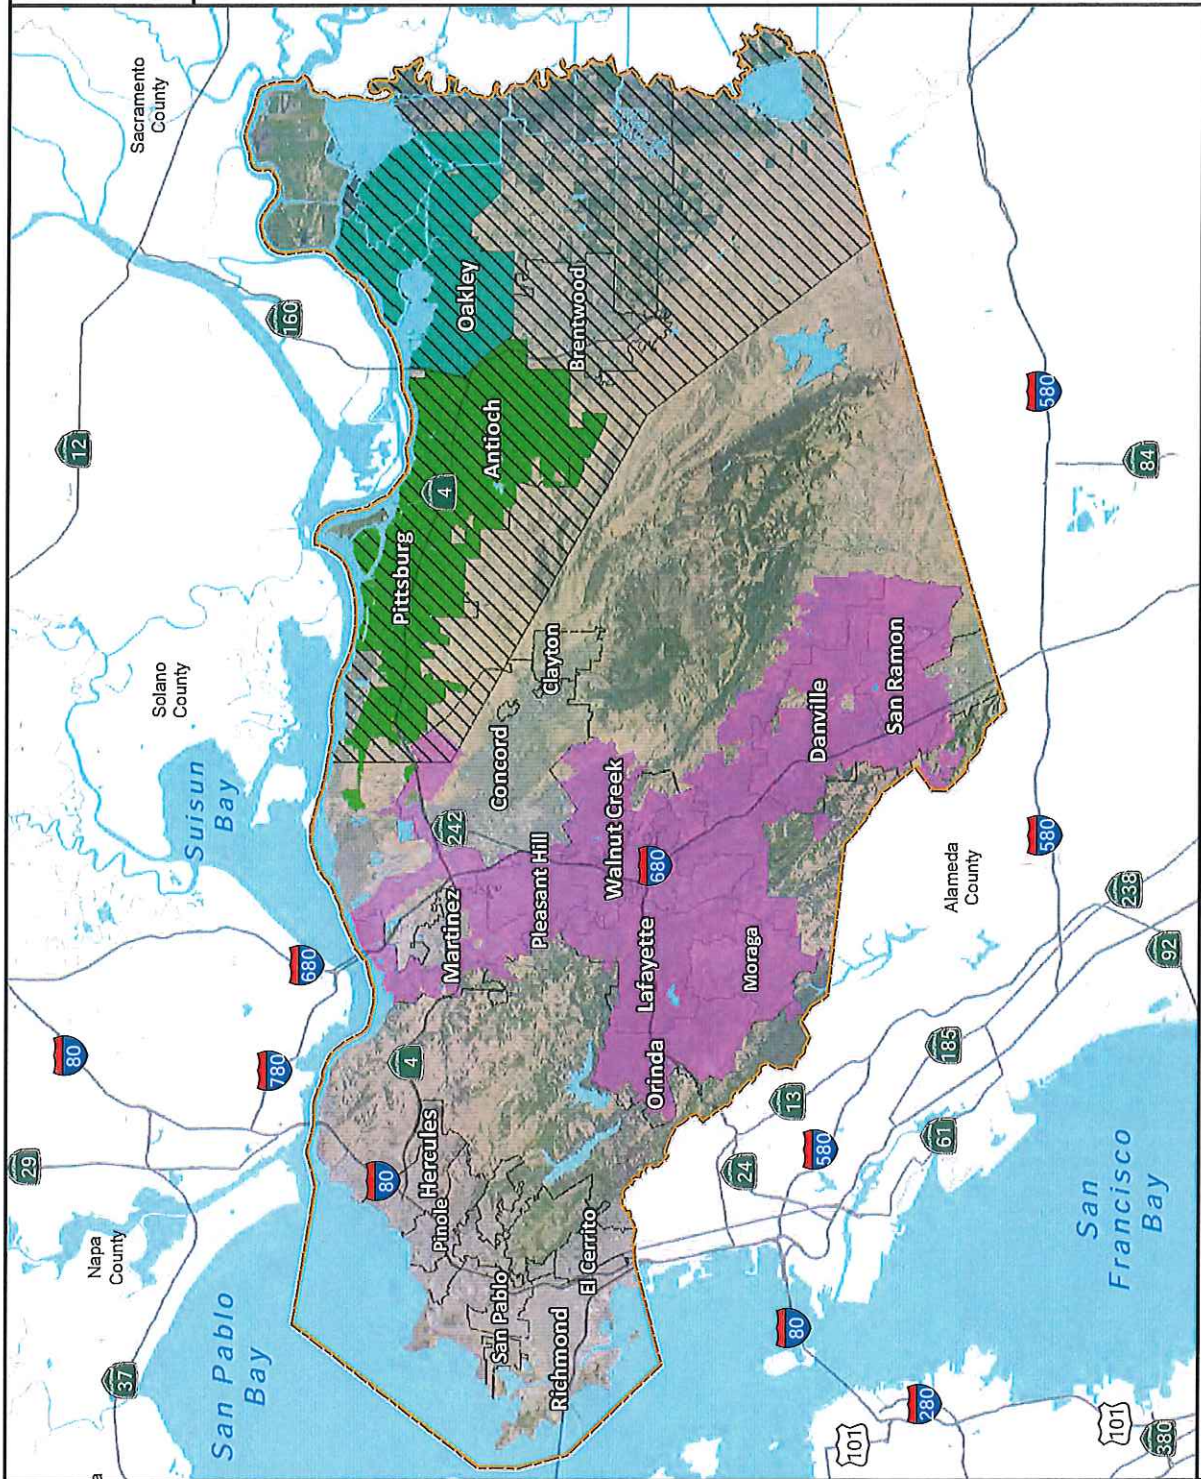 Sacramento
County
12
160
Solano
County
Suisun
Bay
680
80
780
29
Napa
County
37
San Pablo
Bay
Oakley
Brentwood
Antioch
4
Pittsburg
Clayton
Concord
242
Martinez
Pleasant Hill
Walnut Creek
680
Lafayette
Moraga
Orinda
Danville
San Ramon
4
Hercules
80
Pinole
San Pablo
El Cerrito
Richmond
580
84
580
Alameda
County
238
92
185
13
580
61
24
San
Francisco
Bay
80
280
101
101
380
a